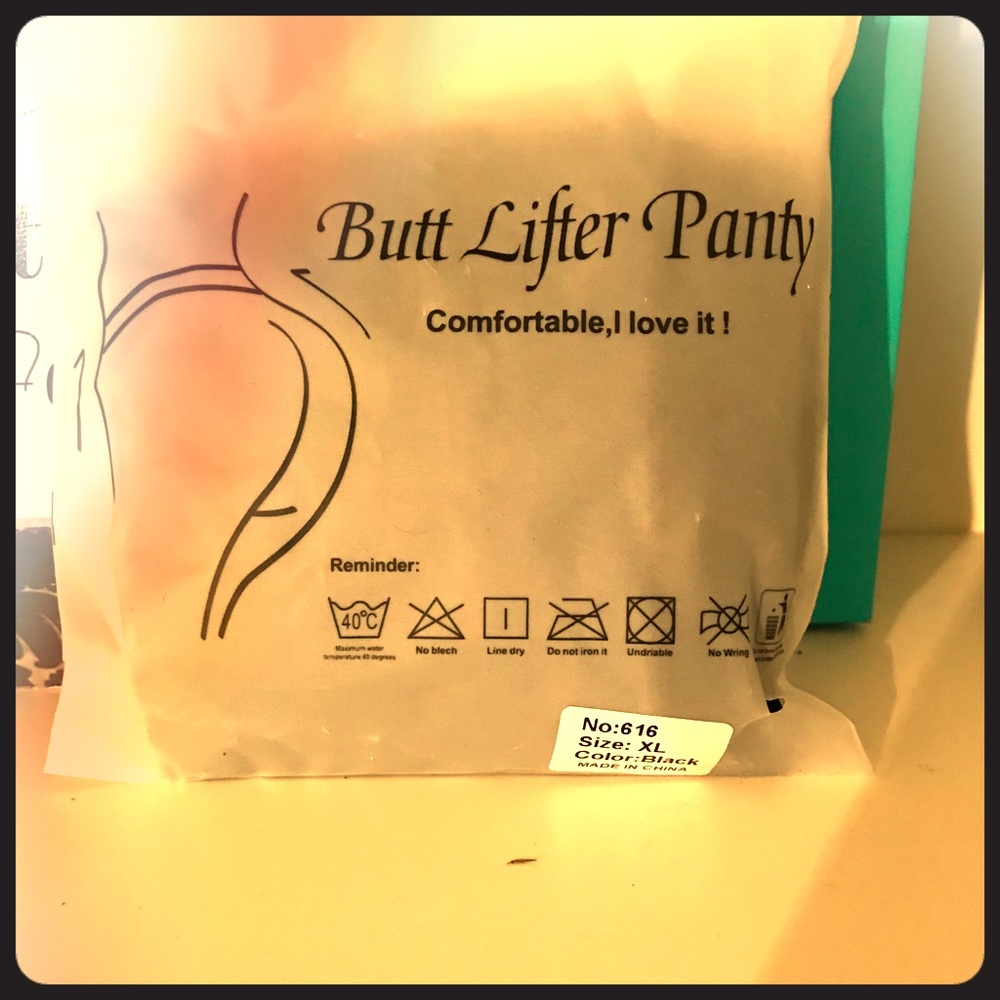 Butt Lifter Panty
Comfortable,I love it !
Reminder:
40°C
Maximum water
temperature 40 degrees
No blech
Line dry
Do not iron it
Undriable
No Wring
No:616
Size: XL
Color:Black
MADE IN CHINA